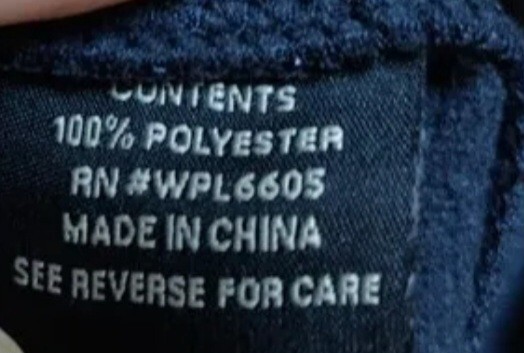 CONTENTS
100% POLYESTER
RN #WPL6605
MADE IN CHINA
SEE REVERSE FOR CARE